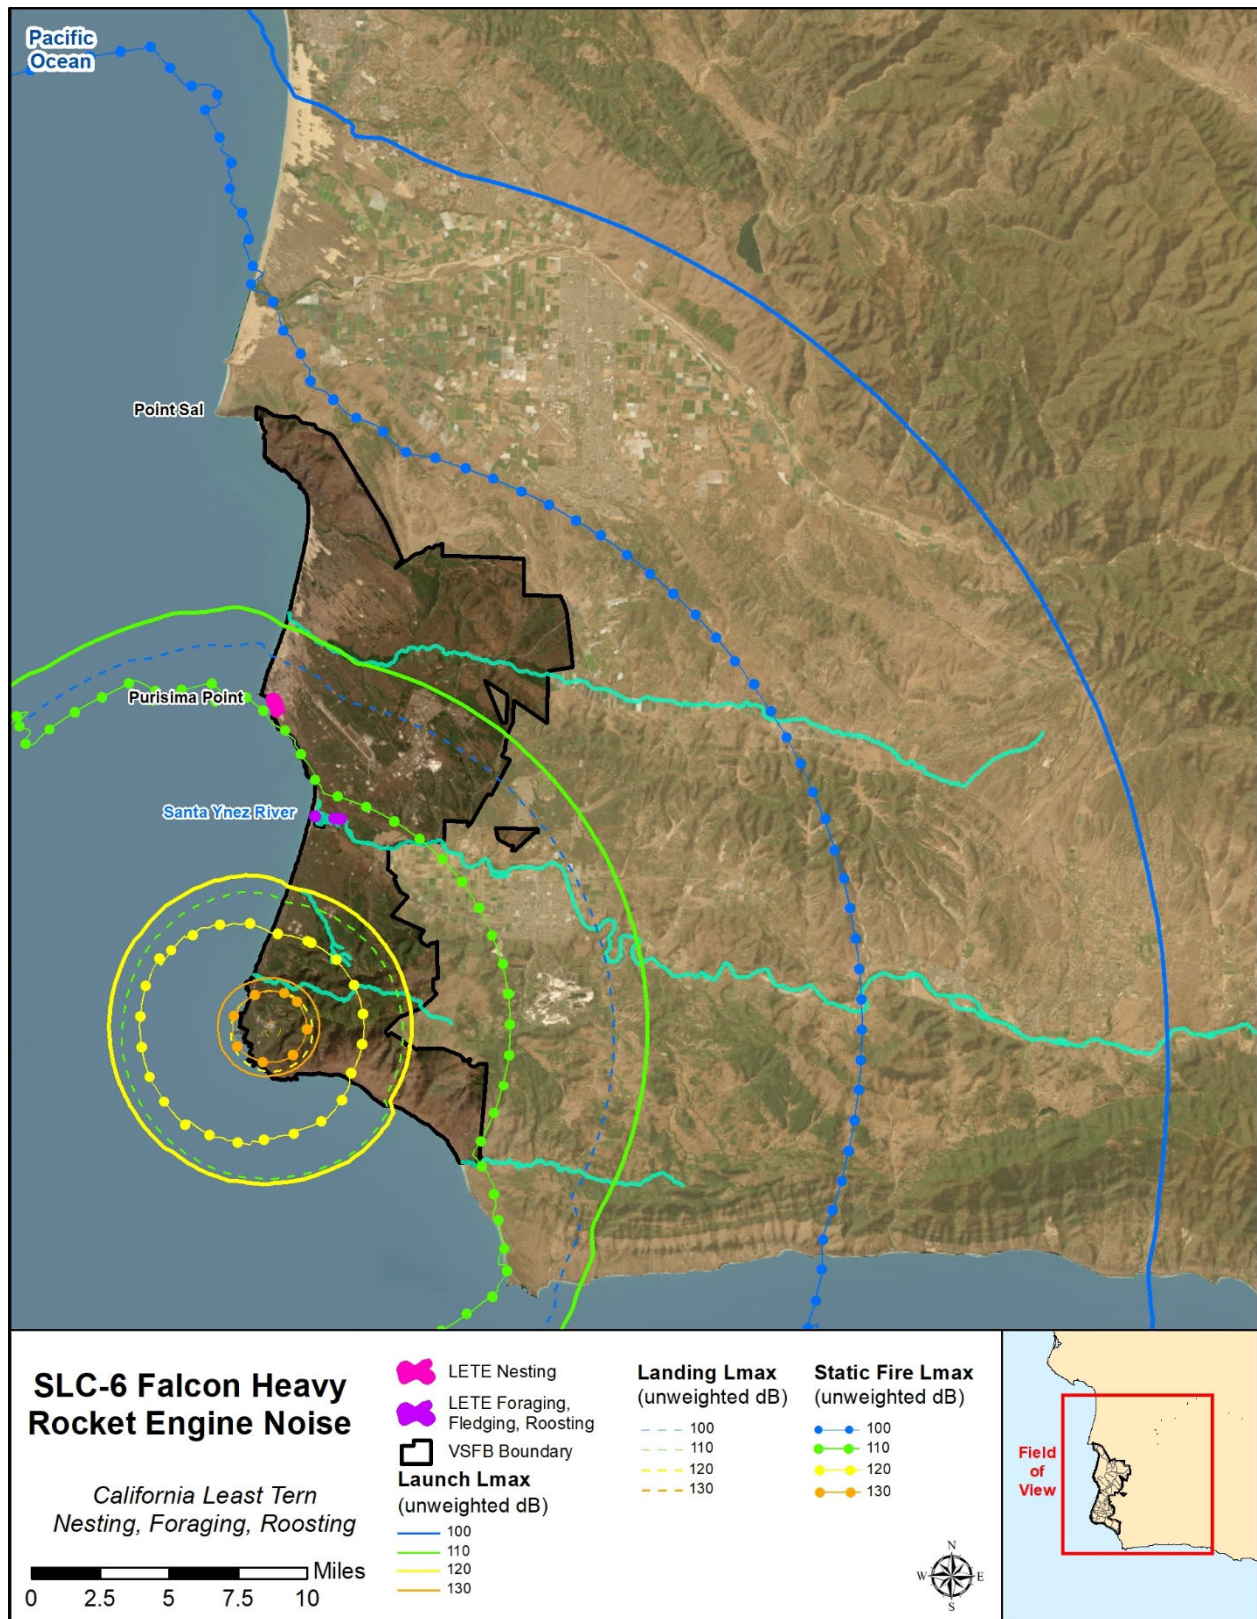 Pacific
Ocean
Point Sal
Purisima Point
Santa Ynez River
SLC-6 Falcon Heavy
Rocket Engine Noise
California Least Tern
Nesting, Foraging, Roosting
Miles
0 2.5 5 7.5 10
LETE Nesting
LETE Foraging,
Fledging, Roosting
VSFB Boundary
Launch Lmax
(unweighted dB)
100
110
120
130
Landing Lmax
(unweighted dB)
100
110
120
130
Static Fire Lmax
(unweighted dB)
100
110
120
130
N
W E
S
Field
of
View